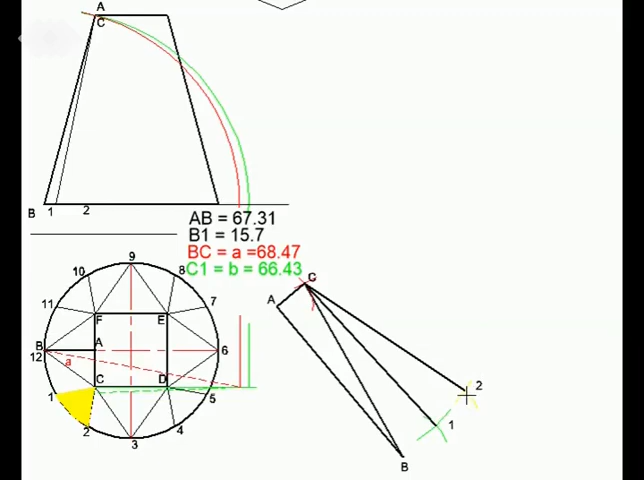 A
C
B 1 2
AB = 67.31
B1 = 15.7
BC = a =68.47
C1 = b = 66.43
9
10 8
11 7
F E
B A 6
12 a
C D
1 5
2 4
3
C
A
2
1
B